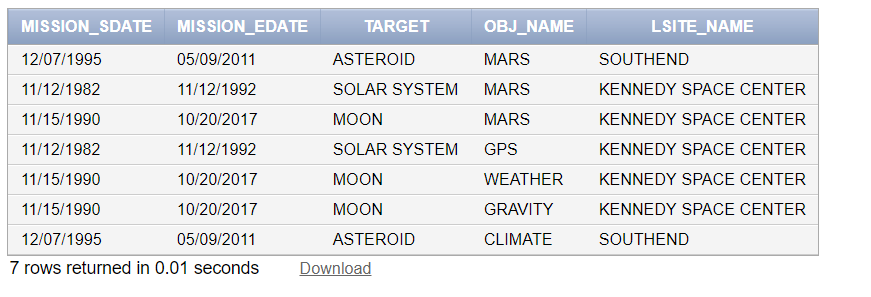 MISSION_SDATE MISSION_EDATE TARGET OBJ_NAME LSITE_NAME
12/07/1995 05/09/2011 ASTEROID MARS SOUTHEND
11/12/1982 11/12/1992 SOLAR SYSTEM MARS KENNEDY SPACE CENTER
11/15/1990 10/20/2017 MOON MARS KENNEDY SPACE CENTER
11/12/1982 11/12/1992 SOLAR SYSTEM GPS KENNEDY SPACE CENTER
11/15/1990 10/20/2017 MOON WEATHER KENNEDY SPACE CENTER
11/15/1990 10/20/2017 MOON GRAVITY KENNEDY SPACE CENTER
12/07/1995 05/09/2011 ASTEROID CLIMATE SOUTHEND
7 rows returned in 0.01 seconds Download